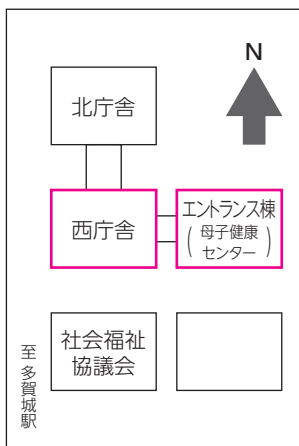 N
北庁舎
西庁舎
エントランス棟
(母子健康
センター)
社会福祉
協議会
至 多賀城駅